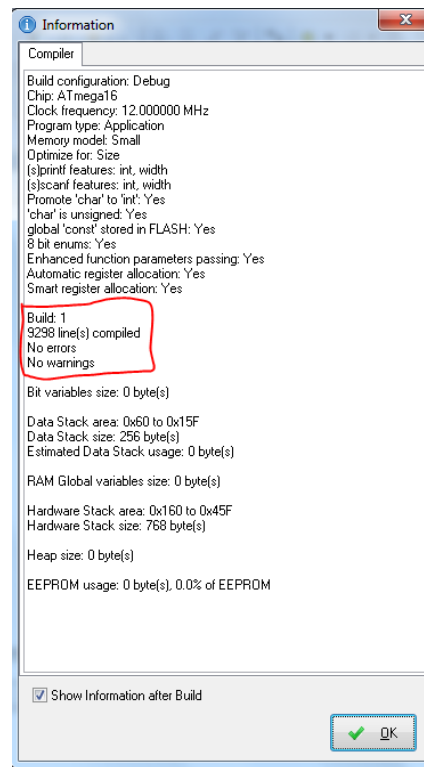 Information
Compiler
Build configuration: Debug
Chip: ATmega16
Clock frequency: 12.000000 MHz
Program type: Application
Memory model: Small
Optimize for: Size
(s)printf features: int, width
(s)scanf features: int, width
Promote 'char' to 'int': Yes
'char' is unsigned: Yes
global 'const' stored in FLASH: Yes
8 bit enums: Yes
Enhanced function parameters passing: Yes
Automatic register allocation: Yes
Smart register allocation: Yes
Build: 1
9298 line(s) compiled
No errors
No warnings
Bit variables size: 0 byte(s)
Data Stack area: 0x60 to 0x15F
Data Stack size: 256 byte(s)
Estimated Data Stack usage: 0 byte(s)
RAM Global variables size: 0 byte(s)
Hardware Stack area: 0x160 to 0x45F
Hardware Stack size: 768 byte(s)
Heap size: 0 byte(s)
EEPROM usage: 0 byte(s), 0.0% of EEPROM
Show Information after Build
OK